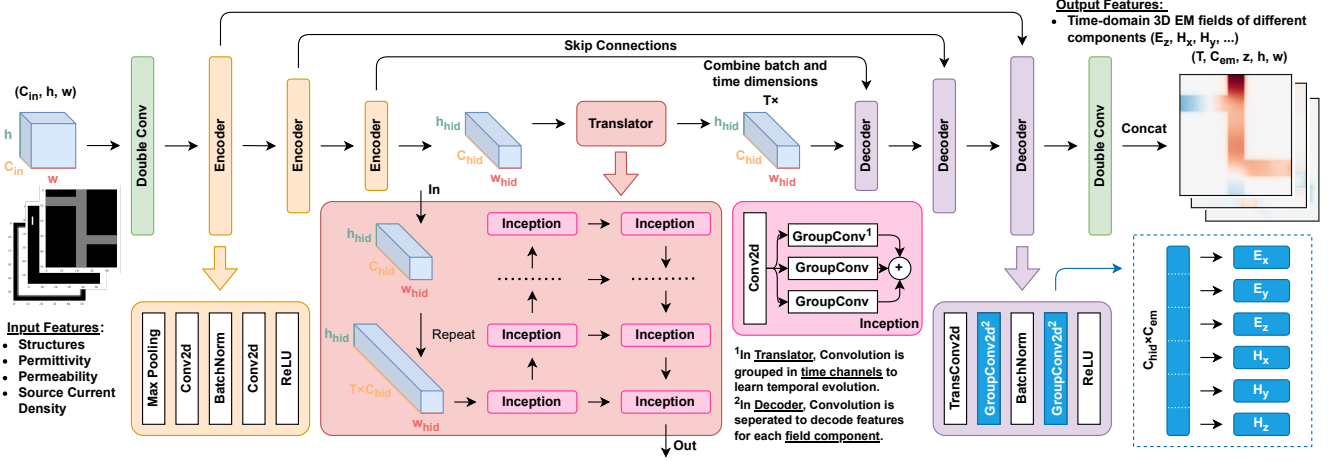 Output Features:
• Time-domain 3D EM fields of different
components (Ez, Hx, Hy, ...)
(T, Cem, z, h, w)
Skip Connections
Combine batch and
time dimensions
T×
(Cin, h, w)
h
Cin
w
Double Conv
Encoder
Encoder
Encoder
hhid
Chid
whid
Translator
hhid
Chid
whid
Decoder
Decoder
Decoder
Double Conv
Concat
In
hhid
Chid
whid
Repeat
hhid
T×Chid
whid
Inception
Inception
Inception
Inception
Inception
Inception
Out
Conv2d
GroupConv1
GroupConv
GroupConv
+
Inception
1In Translator, Convolution is
grouped in time channels to
learn temporal evolution.
2In Decoder, Convolution is
seperated to decode features
for each field component.
Input Features:
• Structures
• Permittivity
• Permeability
• Source Current
Density
Max Pooling
Conv2d
BatchNorm
Conv2d
ReLU
TransConv2d
GroupConv2d2
BatchNorm
GroupConv2d2
ReLU
Chid×Cem
Ex
Ey
Ez
Hx
Hy
Hz